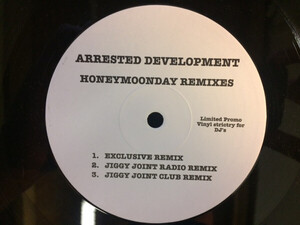 ARRESTED DEVELOPMENT
HONEYMOONDAY REMIXES
Limited Promo
Vinyl strictry for
DJ's
1. EXCLUSIVE REMIX
2. JIGGY JOINT RADIO REMIX
3. JIGGY JOINT CLUB REMIX